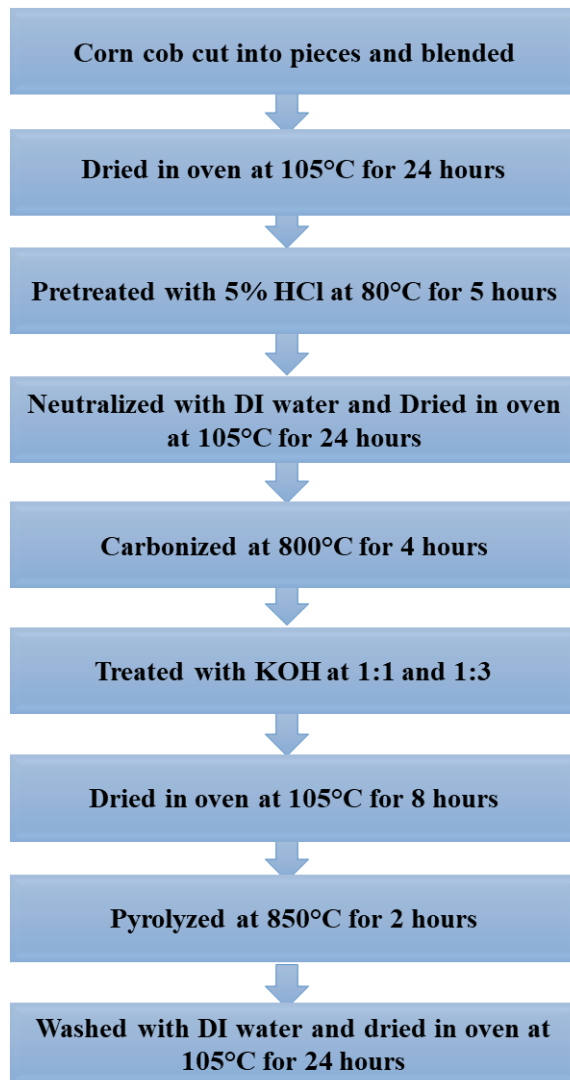 Corn cob cut into pieces and blended
Dried in oven at 105°C for 24 hours
Pretreated with 5% HCl at 80°C for 5 hours
Neutralized with DI water and Dried in oven
at 105°C for 24 hours
Carbonized at 800°C for 4 hours
Treated with KOH at 1:1 and 1:3
Dried in oven at 105°C for 8 hours
Pyrolyzed at 850°C for 2 hours
Washed with DI water and dried in oven at
105°C for 24 hours